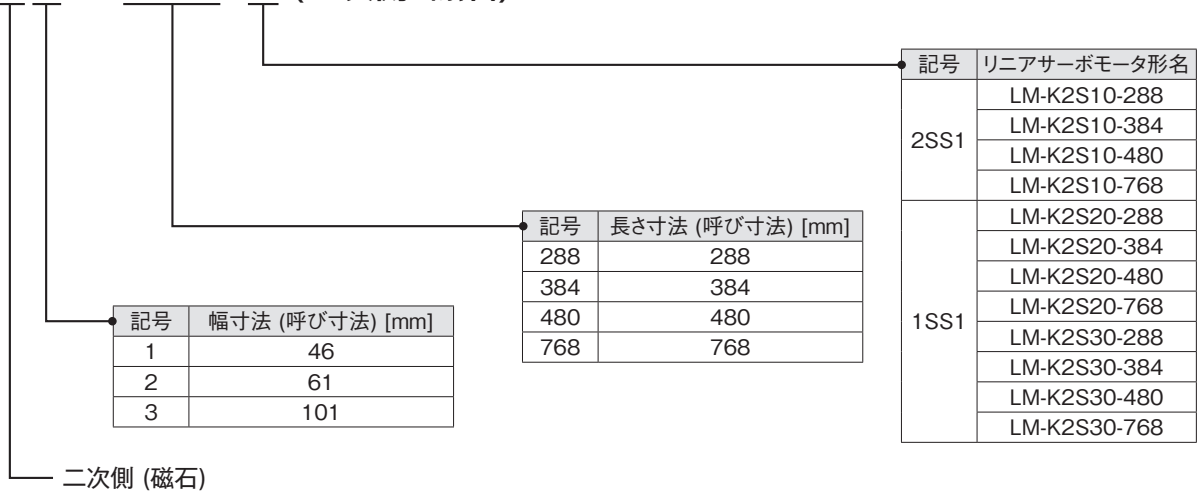 記号 リニアサーボモータ形名
2SS1 LM-K2S10-288
LM-K2S10-384
LM-K2S10-480
LM-K2S10-768
1SS1 LM-K2S20-288
LM-K2S20-384
LM-K2S20-480
LM-K2S20-768
LM-K2S30-288
LM-K2S30-384
LM-K2S30-480
LM-K2S30-768
記号 長さ寸法 (呼び寸法) [mm]
288 288
384 384
480 480
768 768
記号 幅寸法 (呼び寸法) [mm]
1 46
2 61
3 101
二次側 (磁石)